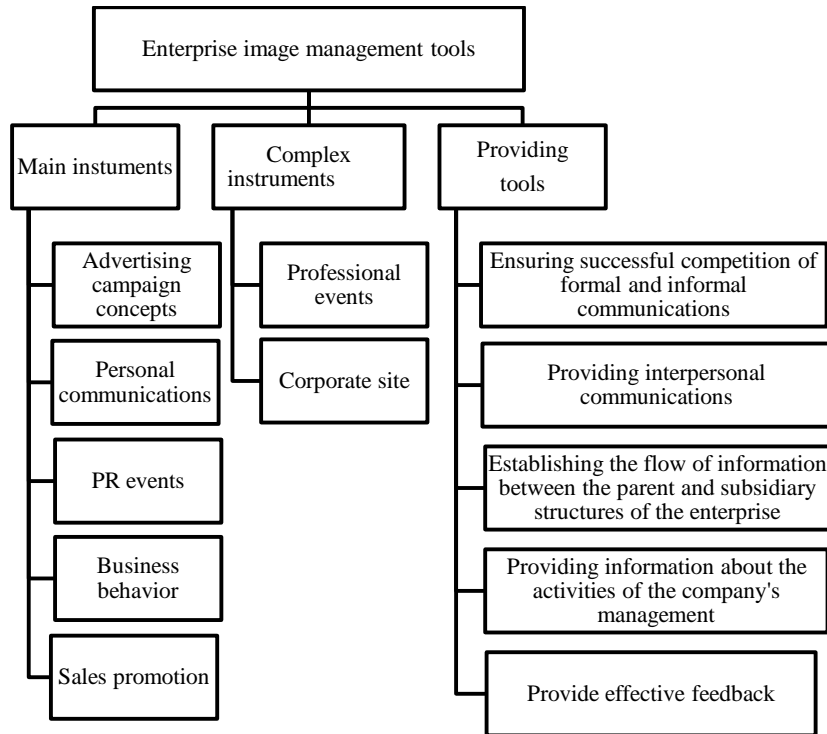 Enterprise image management tools
Main instuments
Complex
instruments
Providing
tools
Advertising
campaign
concepts
Personal
communications
PR events
Business
behavior
Sales promotion
Professional
events
Corporate site
Ensuring successful competition of
formal and informal
communications
Providing interpersonal
communications
Establishing the flow of information
between the parent and subsidiary
structures of the enterprise
Providing information about the
activities of the company's
management
Provide effective feedback